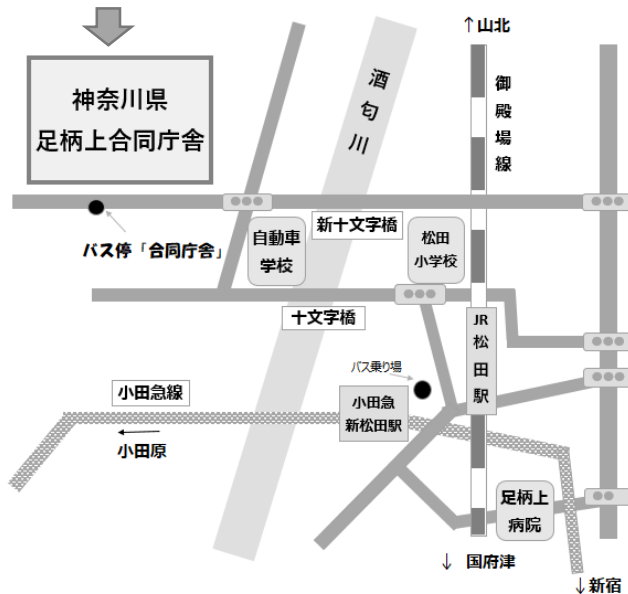 ↑山北
神奈川県
足柄上合同庁舎
酒匂川
御殿場線
バス停「合同庁舎」
自動車
学校
新十文字橋
松田
小学校
十文字橋
JR
松田駅
バス乗り場
小田急線
小田原
小田急
新松田駅
足柄上
病院
↓ 国府津
↓新宿